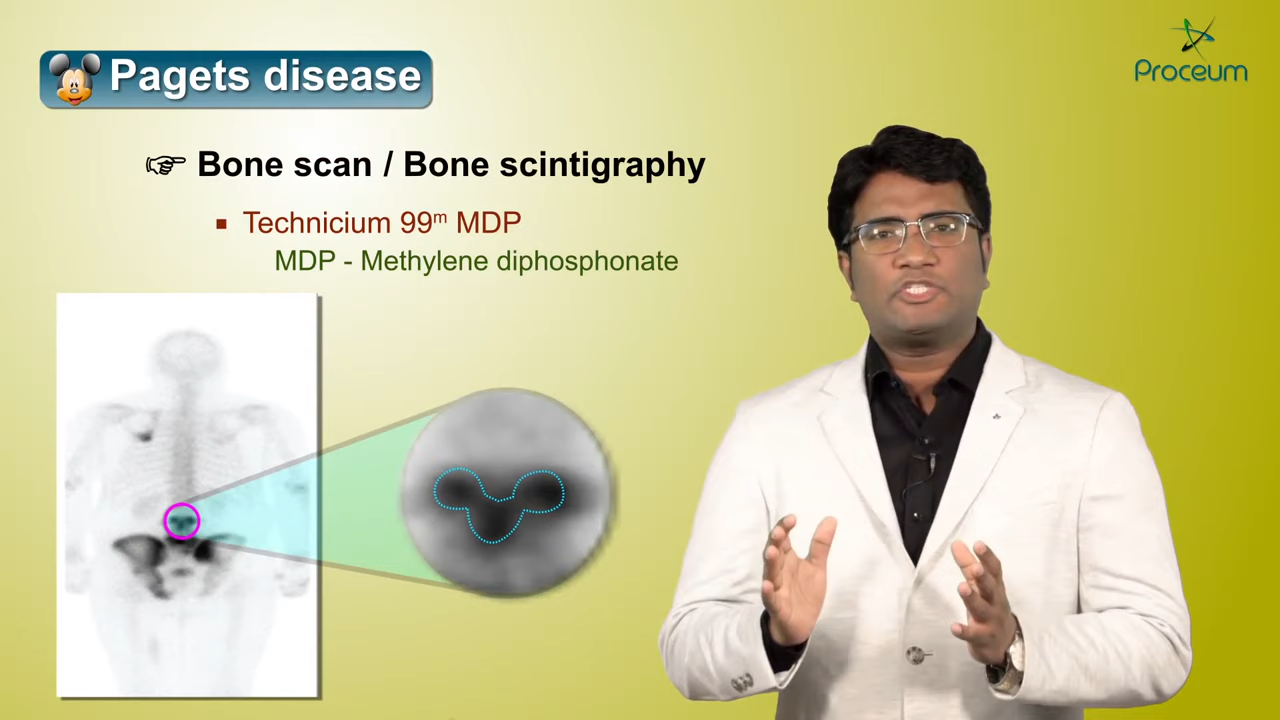 Pagets disease
Proceum
☞ Bone scan / Bone scintigraphy
▪ Technicium 99ᵐ MDP
MDP - Methylene diphosphonate